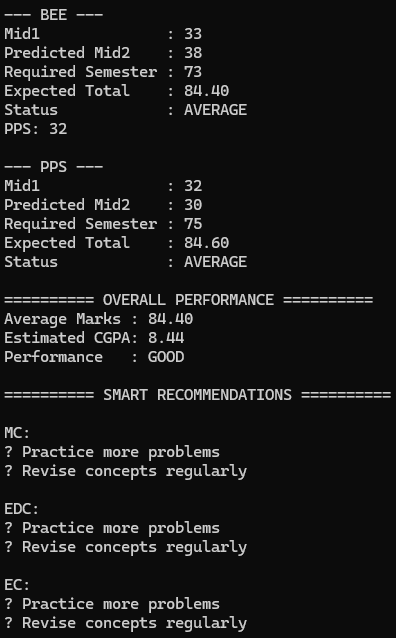 --- BEE ---
Mid1              : 33
Predicted Mid2    : 38
Required Semester : 73
Expected Total    : 84.40
Status            : AVERAGE
PPS: 32

--- PPS ---
Mid1              : 32
Predicted Mid2    : 30
Required Semester : 75
Expected Total    : 84.60
Status            : AVERAGE

========== OVERALL PERFORMANCE ==========
Average Marks : 84.40
Estimated CGPA: 8.44
Performance   : GOOD

========== SMART RECOMMENDATIONS ==========

MC:
? Practice more problems
? Revise concepts regularly

EDC:
? Practice more problems
? Revise concepts regularly

EC:
? Practice more problems
? Revise concepts regularly